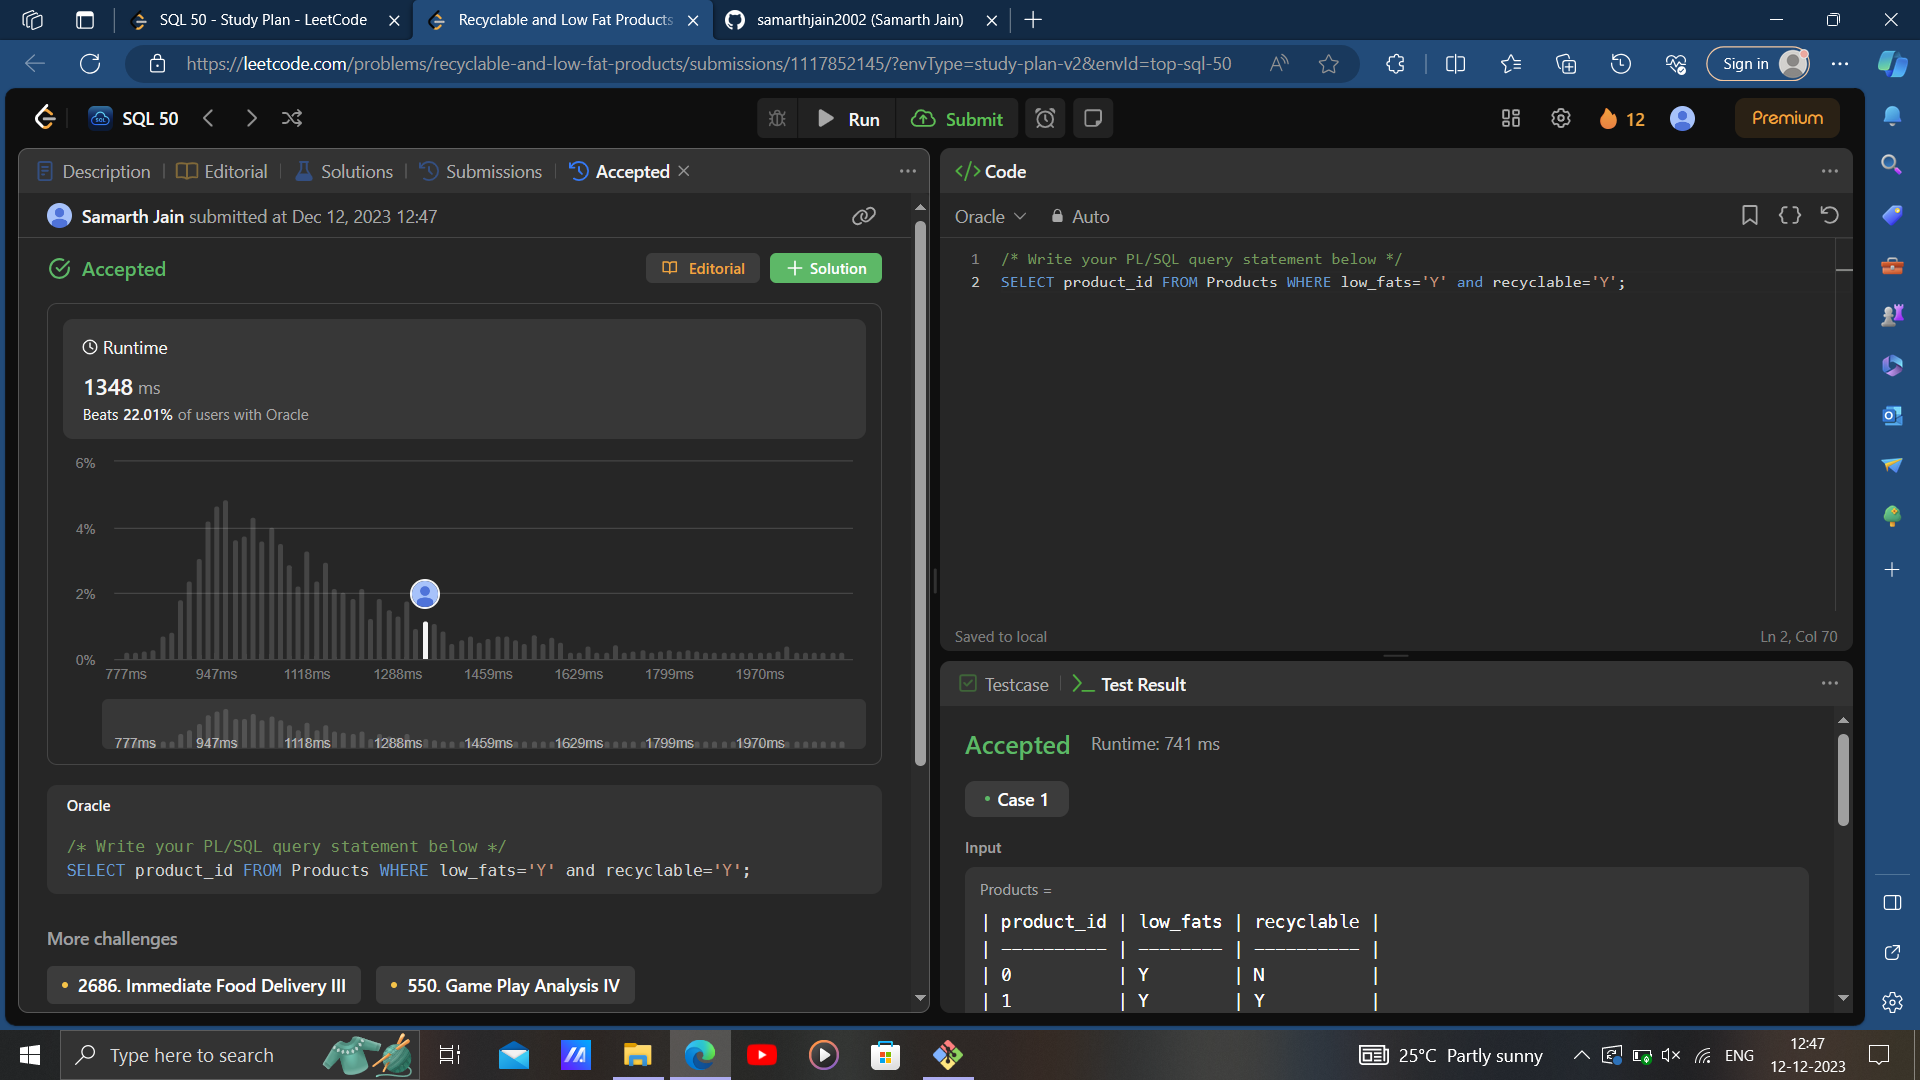 SQL 50 - Study Plan - LeetCode
Recyclable and Low Fat Products
samarthjain2002 (Samarth Jain)
https://leetcode.com/problems/recyclable-and-low-fat-products/submissions/1117852145/?envType=study-plan-v2&envId=top-sql-50
Sign in
SQL 50
Run
Submit
12
Premium
Description
Editorial
Solutions
Submissions
Accepted
Samarth Jain submitted at Dec 12, 2023 12:47
Accepted
Editorial
+ Solution
Runtime
1348 ms
Beats 22.01% of users with Oracle
6%
4%
2%
0%
777ms 947ms 1118ms 1288ms 1459ms 1629ms 1799ms 1970ms
777ms 947ms 1118ms 1288ms 1459ms 1629ms 1799ms 1970ms
Oracle
/* Write your PL/SQL query statement below */
SELECT product_id FROM Products WHERE low_fats='Y' and recyclable='Y';
More challenges
• 2686. Immediate Food Delivery III
• 550. Game Play Analysis IV
</> Code
Oracle
Auto
1 /* Write your PL/SQL query statement below */
2 SELECT product_id FROM Products WHERE low_fats='Y' and recyclable='Y';
Saved to local
Ln 2, Col 70
Testcase
Test Result
Accepted Runtime: 741 ms
• Case 1
Input
Products =
| product_id | low_fats | recyclable |
| ---------- | -------- | ---------- |
| 0 | Y | N |
| 1 | Y | Y |
Type here to search
25°C Partly sunny
ENG
12:47
12-12-2023